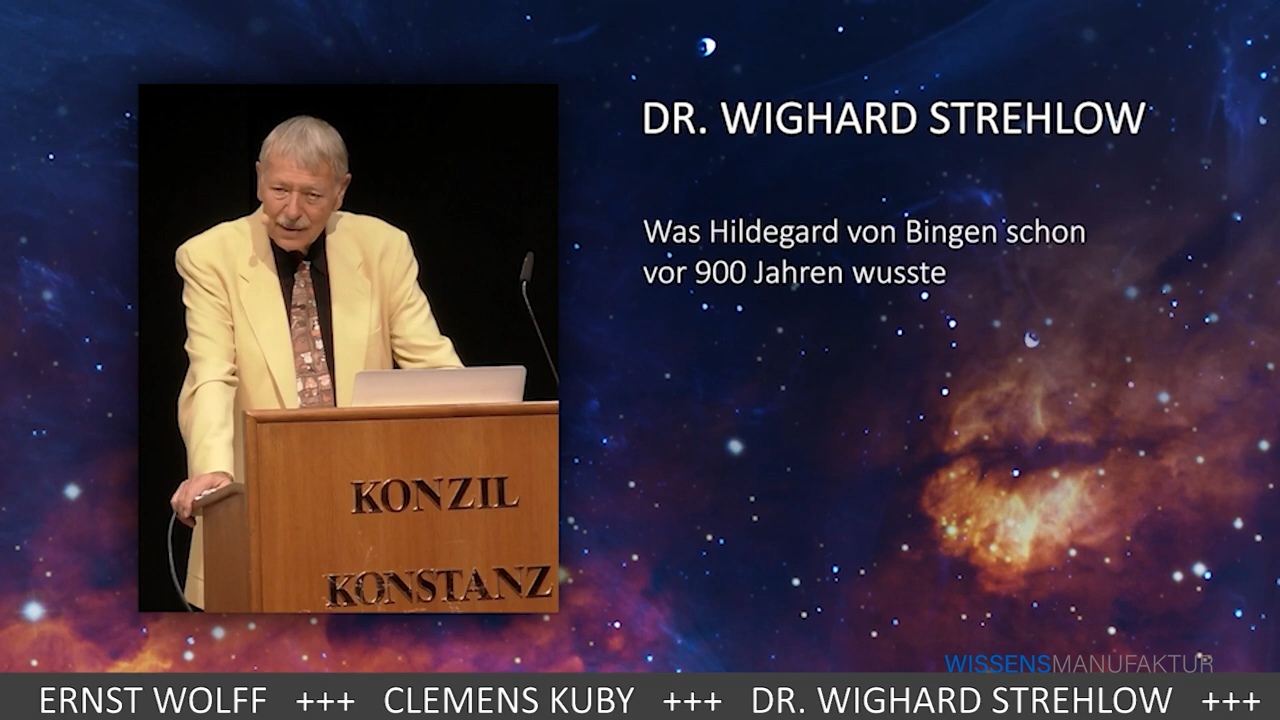 DR. WIGHARD STREHLOW
Was Hildegard von Bingen schon
vor 900 Jahren wusste
KONZIL
KONSTANZ
WISSENSMANUFAKTUR
ERNST WOLFF +++ CLEMENS KUBY +++ DR. WIGHARD STREHLOW +++